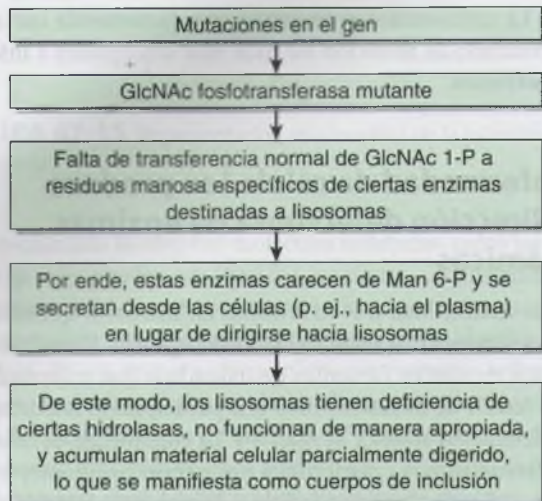 Mutaciones en el gen
GlcNAc fosfotransferasa mutante
Falta de transferencia normal de GlcNAc 1-P a
residuos manosa específicos de ciertas enzimas
destinadas a lisosomas
Por ende, estas enzimas carecen de Man 6-P y se
secretan desde las células (p. ej., hacia el plasma)
en lugar de dirigirse hacia lisosomas
De este modo, los lisosomas tienen deficiencia de
ciertas hidrolasas, no funcionan de manera apropiada,
y acumulan material celular parcialmente digerido,
lo que se manifiesta como cuerpos de inclusión